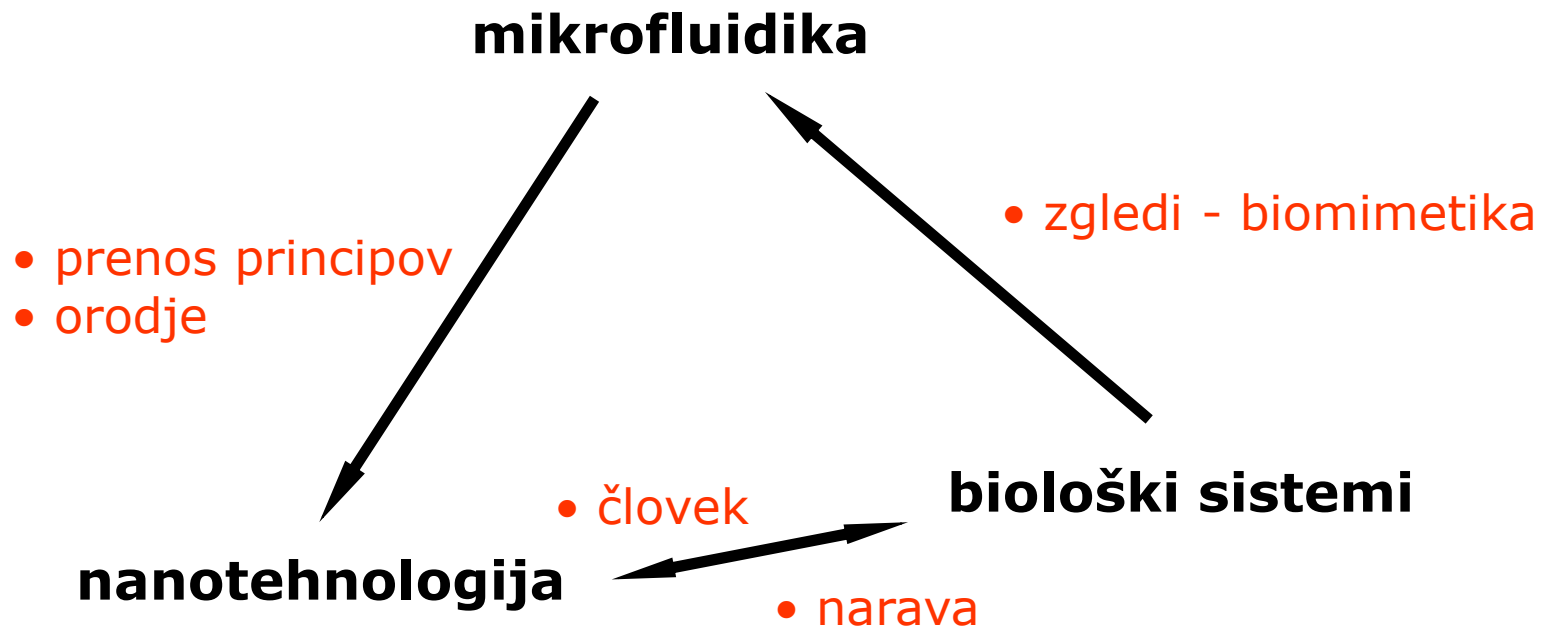 mikrofluidika
• zgledi - biomimetika
• prenos principov
• orodje
biološki sistemi
• človek
nanotehnologija
• narava